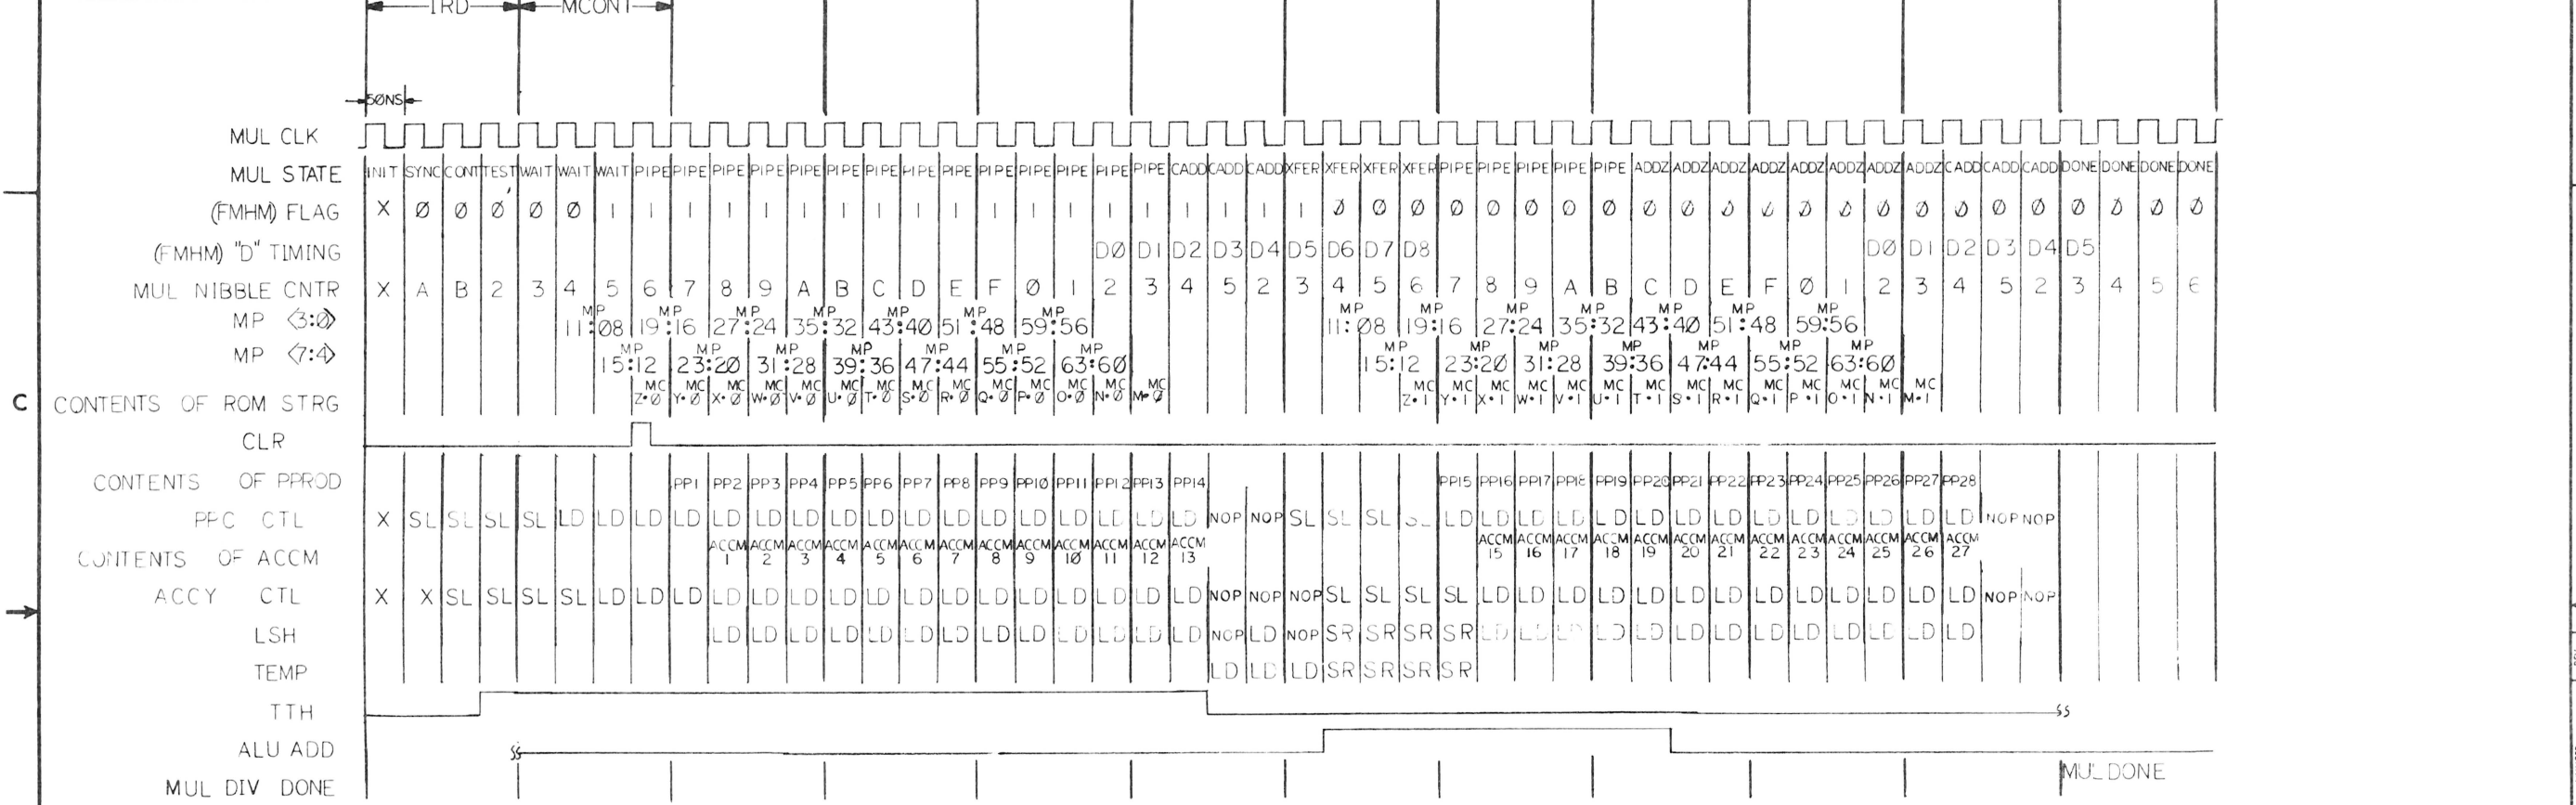 IRD MCONT
50NS
MUL CLK
MUL STATE INIT SYNC CONT TEST WAIT WAIT WAIT PIPE PIPE PIPE PIPE PIPE PIPE PIPE PIPE PIPE PIPE PIPE PIPE PIPE PIPE CADD CADD CADD XFER XFER XFER XFER PIPE PIPE PIPE PIPE PIPE ADDZ ADDZ ADDZ ADDZ ADDZ ADDZ ADDZ ADDZ CADD CADD CADD DONE DONE DONE DONE
(FMHM) FLAG X Ø Ø Ø Ø Ø 1 1 1 1 1 1 1 1 1 1 1 1 1 1 1 1 1 1 1 Ø Ø Ø Ø Ø Ø Ø Ø Ø Ø Ø Ø Ø Ø Ø Ø Ø Ø Ø Ø Ø Ø Ø
(FMHM) "D" TIMING DØ D1 D2 D3 D4 D5 D6 D7 D8 DØ D1 D2 D3 D4 D5
MUL NIBBLE CNTR X A B 2 3 4 5 6 7 8 9 A B C D E F Ø 1 2 3 4 5 2 3 4 5 6 7 8 9 A B C D E F Ø 1 2 3 4 5 2 3 4 5 6
MP MP MP MP MP MP MP MP MP MP MP MP MP MP
MP <3:Ø> 11:08 19:16 27:24 35:32 43:40 51:48 59:56 11:08 19:16 27:24 35:32 43:40 51:48 59:56
MP MP MP MP MP MP MP MP MP MP MP MP MP MP
MP <7:4> 15:12 23:20 31:28 39:36 47:44 55:52 63:60 15:12 23:20 31:28 39:36 47:44 55:52 63:60
MC MC MC MC MC MC MC MC MC MC MC MC MC MC MC MC MC MC MC MC MC MC MC MC MC MC MC MC
CONTENTS OF ROM STRG Z•Ø Y•Ø X•Ø W•Ø V•Ø U•Ø T•Ø S•Ø R•Ø Q•Ø P•Ø O•Ø N•Ø M•Ø Z•1 Y•1 X•1 W•1 V•1 U•1 T•1 S•1 R•1 Q•1 P•1 O•1 N•1 M•1
CLR
CONTENTS OF PPROD PP1 PP2 PP3 PP4 PP5 PP6 PP7 PP8 PP9 PP1Ø PP11 PP12 PP13 PP14 PP15 PP16 PP17 PP18 PP19 PP20 PP21 PP22 PP23 PP24 PP25 PP26 PP27 PP28
PPC CTL X SL SL SL SL LD LD LD LD LD LD LD LD LD LD LD LD LD LD LD LD LD NOP NOP SL SL SL SL LD LD LD LD LD LD LD LD LD LD LD LD LD LD NOP NOP
ACCM ACCM ACCM ACCM ACCM ACCM ACCM ACCM ACCM ACCM ACCM ACCM ACCM ACCM ACCM ACCM ACCM ACCM ACCM ACCM ACCM ACCM ACCM ACCM ACCM ACCM
CONTENTS OF ACCM 1 2 3 4 5 6 7 8 9 1Ø 11 12 13 15 16 17 18 19 20 21 22 23 24 25 26 27
ACCY CTL X X SL SL SL SL LD LD LD LD LD LD LD LD LD LD LD LD LD LD LD LD NOP NOP NOP SL SL SL SL LD LD LD LD LD LD LD LD LD LD LD LD LD NOP NOP
LSH LD LD LD LD LD LD LD LD LD LD LD LD LD NOP LD NOP SR SR SR SR LD LD LD LD LD LD LD LD LD LD LD LD LD
TEMP LD LD LD SR SR SR SR
TTH
ALU ADD
MUL DIV DONE MUL DONE
C